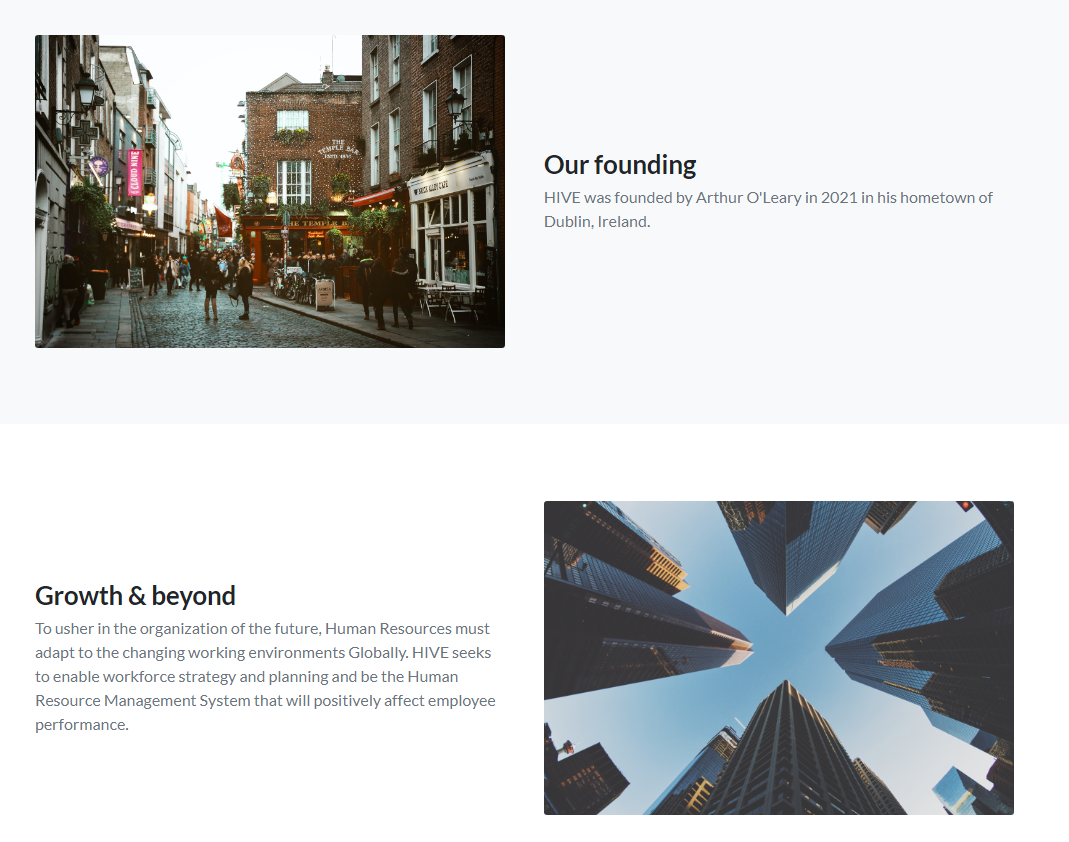 CLOUD NINE
THE
TEMPLE BAR
ESTD 1840
THE TEMPLE B
BRICK ALLEY CAFE
Our founding
HIVE was founded by Arthur O'Leary in 2021 in his hometown of
Dublin, Ireland.
Growth & beyond
To usher in the organization of the future, Human Resources must
adapt to the changing working environments Globally. HIVE seeks
to enable workforce strategy and planning and be the Human
Resource Management System that will positively affect employee
performance.